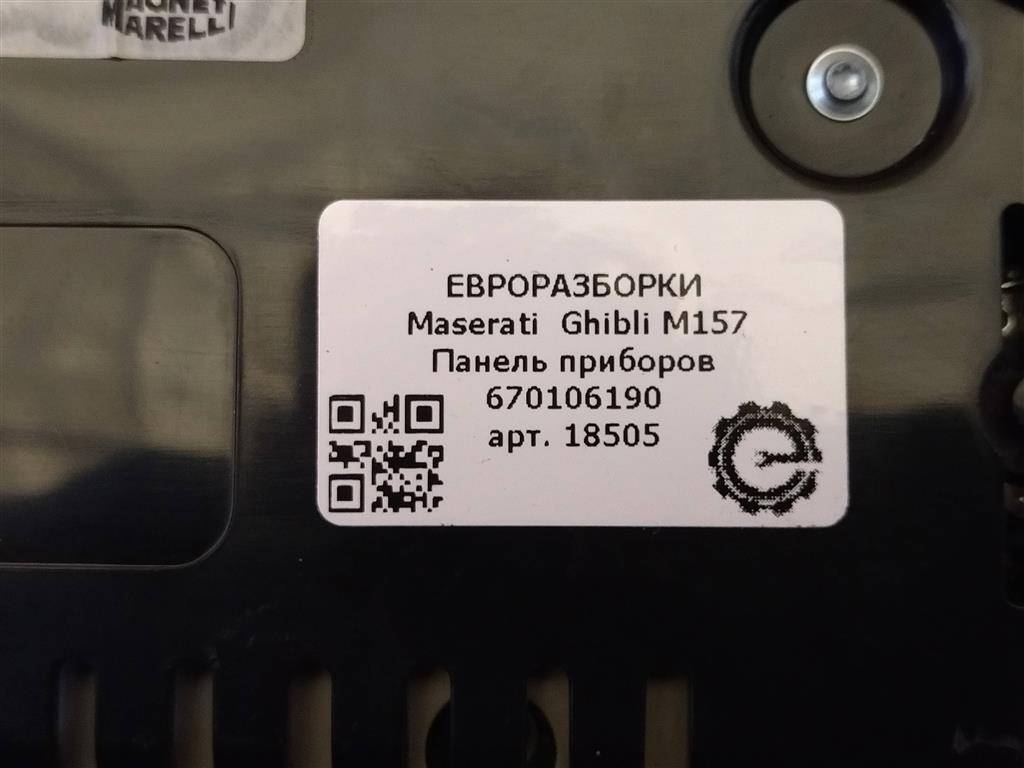 MAGNETI
MARELLI
ЕВРОРАЗБОРКИ
Maserati Ghibli M157
Панель приборов
670106190
арт. 18505